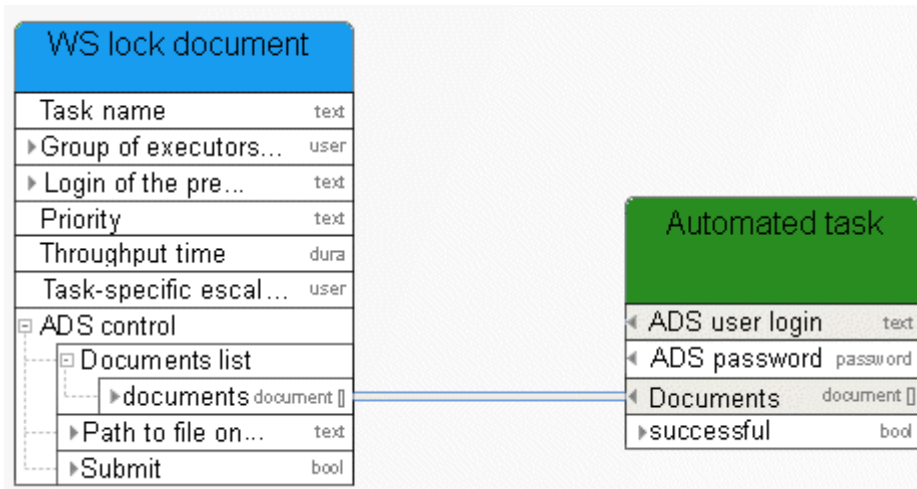 WS lock document
Task name text
Group of executors... user
Login of the pre... text
Priority text
Throughput time dura
Task-specific escal... user
ADS control
Documents list
documents document []
Path to file on... text
Submit bool
Automated task
ADS user login text
ADS password password
Documents document []
successful bool